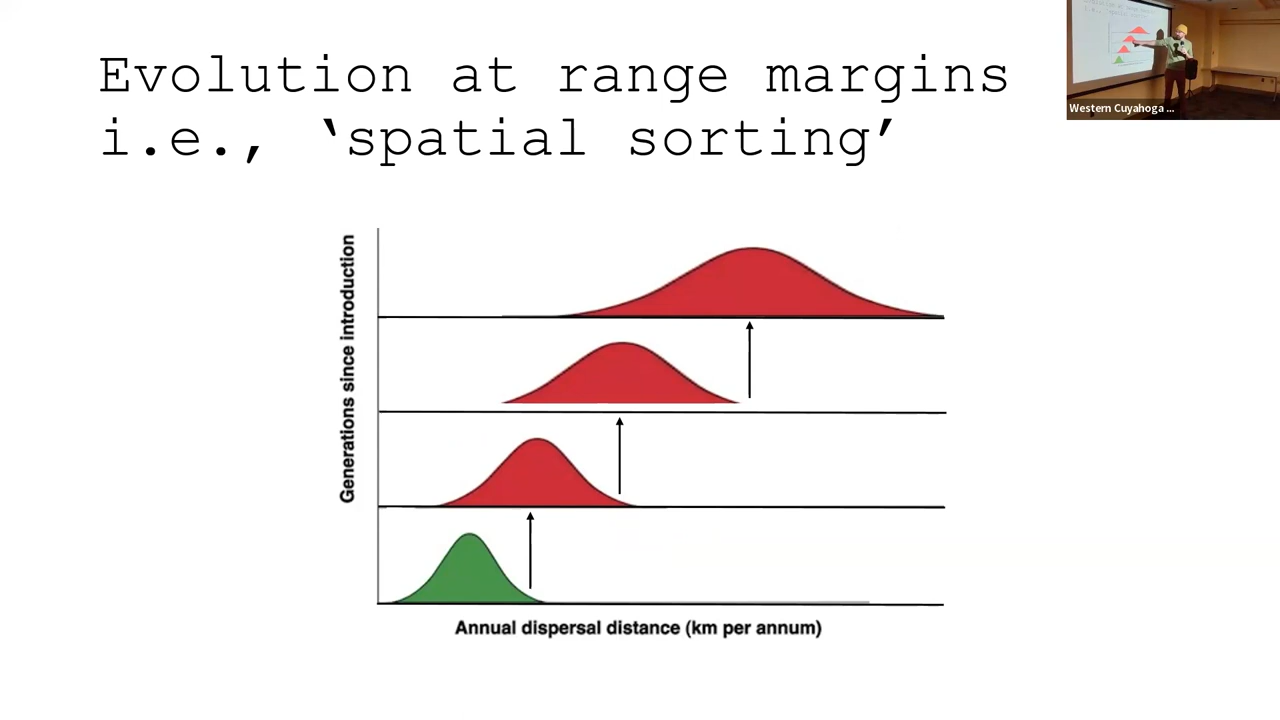 Evolution at range margins
i.e., ‘spatial sorting’
Western Cuyahoga ...
Generations since introduction
Annual dispersal distance (km per annum)